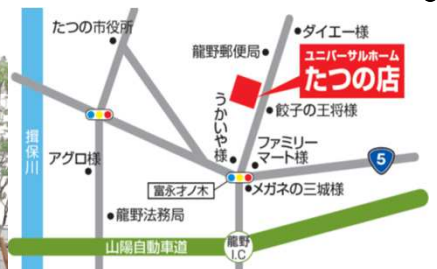 たつの市役所
ダイエー様
龍野郵便局
ユニバーサルホーム
たつの店
餃子の王将様
うかいや様
ファミリー
マート様
揖保川
アグロ様
富永才ノ木
5
メガネの三城様
龍野法務局
山陽自動車道
龍野
I.C